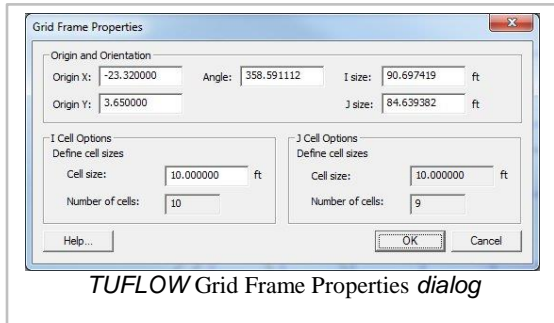 Grid Frame Properties
Origin and Orientation
Origin X: -23.320000 Angle: 358.591112 I size: 90.697419 ft
Origin Y: 3.650000 J size: 84.639382 ft
I Cell Options J Cell Options
Define cell sizes Define cell sizes
Cell size: 10.000000 ft Cell size: 10.000000 ft
Number of cells: 10 Number of cells: 9
Help... OK Cancel
TUFLOW Grid Frame Properties dialog